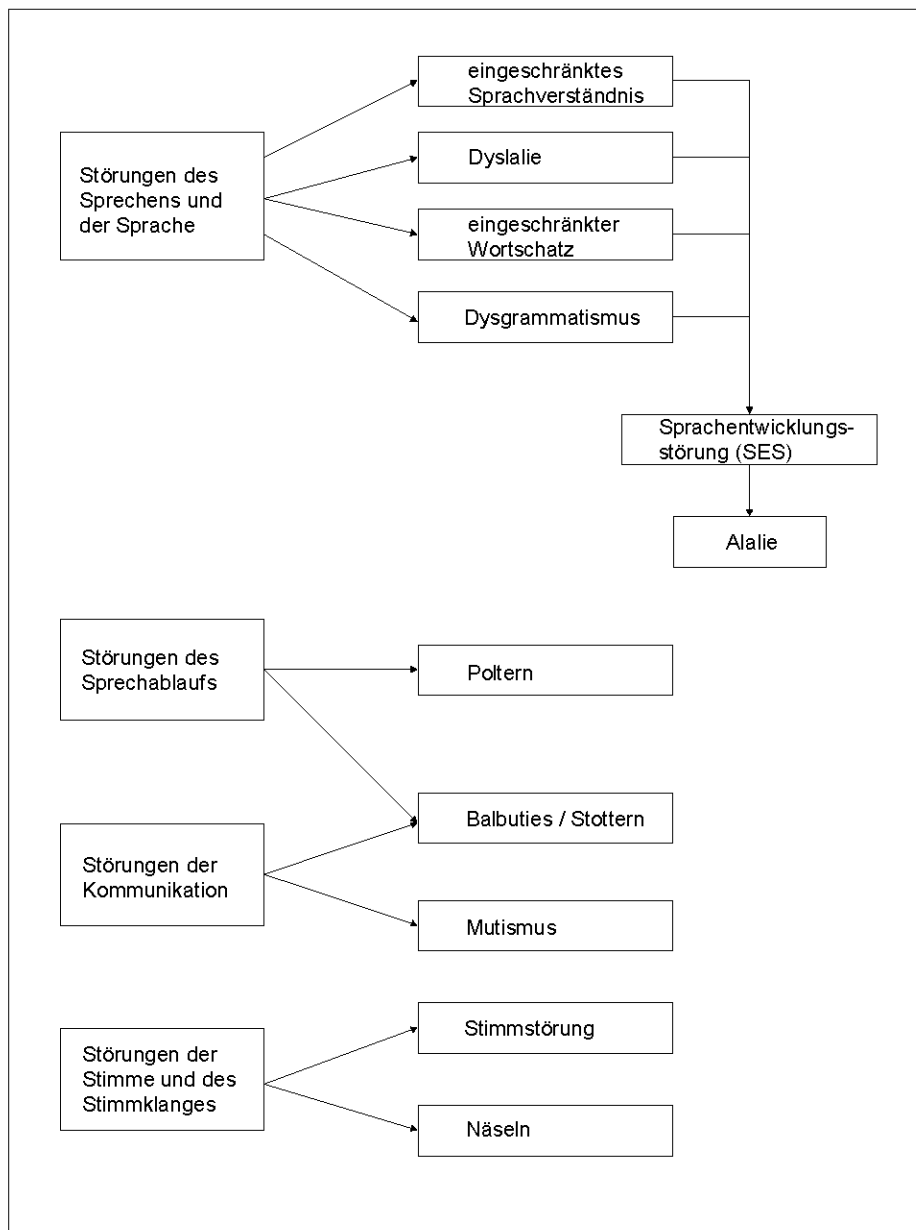 eingeschränktes
Sprachverständnis
Störungen des
Sprechens und
der Sprache
Dyslalie
eingeschränkter
Wortschatz
Dysgrammatismus
Sprachentwicklungs-
störung (SES)
Alalie
Störungen des
Sprechablaufs
Poltern
Balbuties / Stottern
Störungen der
Kommunikation
Mutismus
Störungen der
Stimme und des
Stimmklanges
Stimmstörung
Näseln